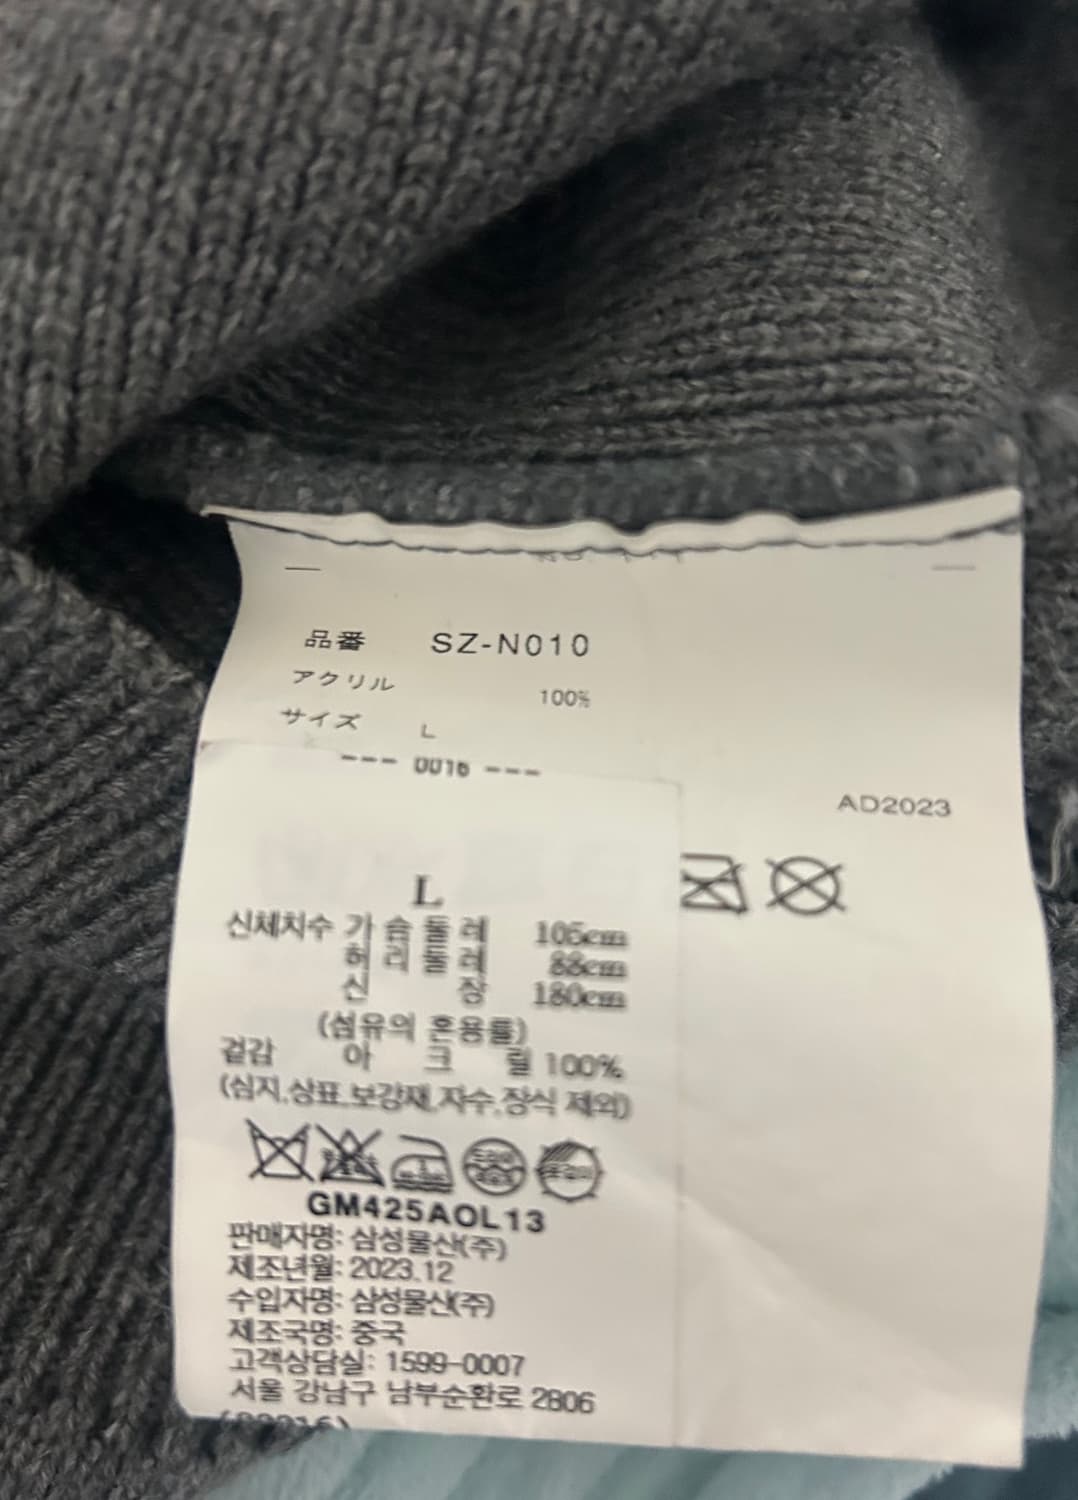 品番 SZ-N010
アクリル 100%
サイズ L
--- 0016 ---
AD2023
L
신체치수 가슴둘레 105cm
허리둘레 88cm
신장 180cm
(섬유의 혼용률)
겉감 아크릴 100%
(심지,상표,보강재,자수,장식 제외)
GM425AOL13
판매자명: 삼성물산(주)
제조년월: 2023.12
수입자명: 삼성물산(주)
제조국명: 중국
고객상담실: 1599-0007
서울 강남구 남부순환로 2806